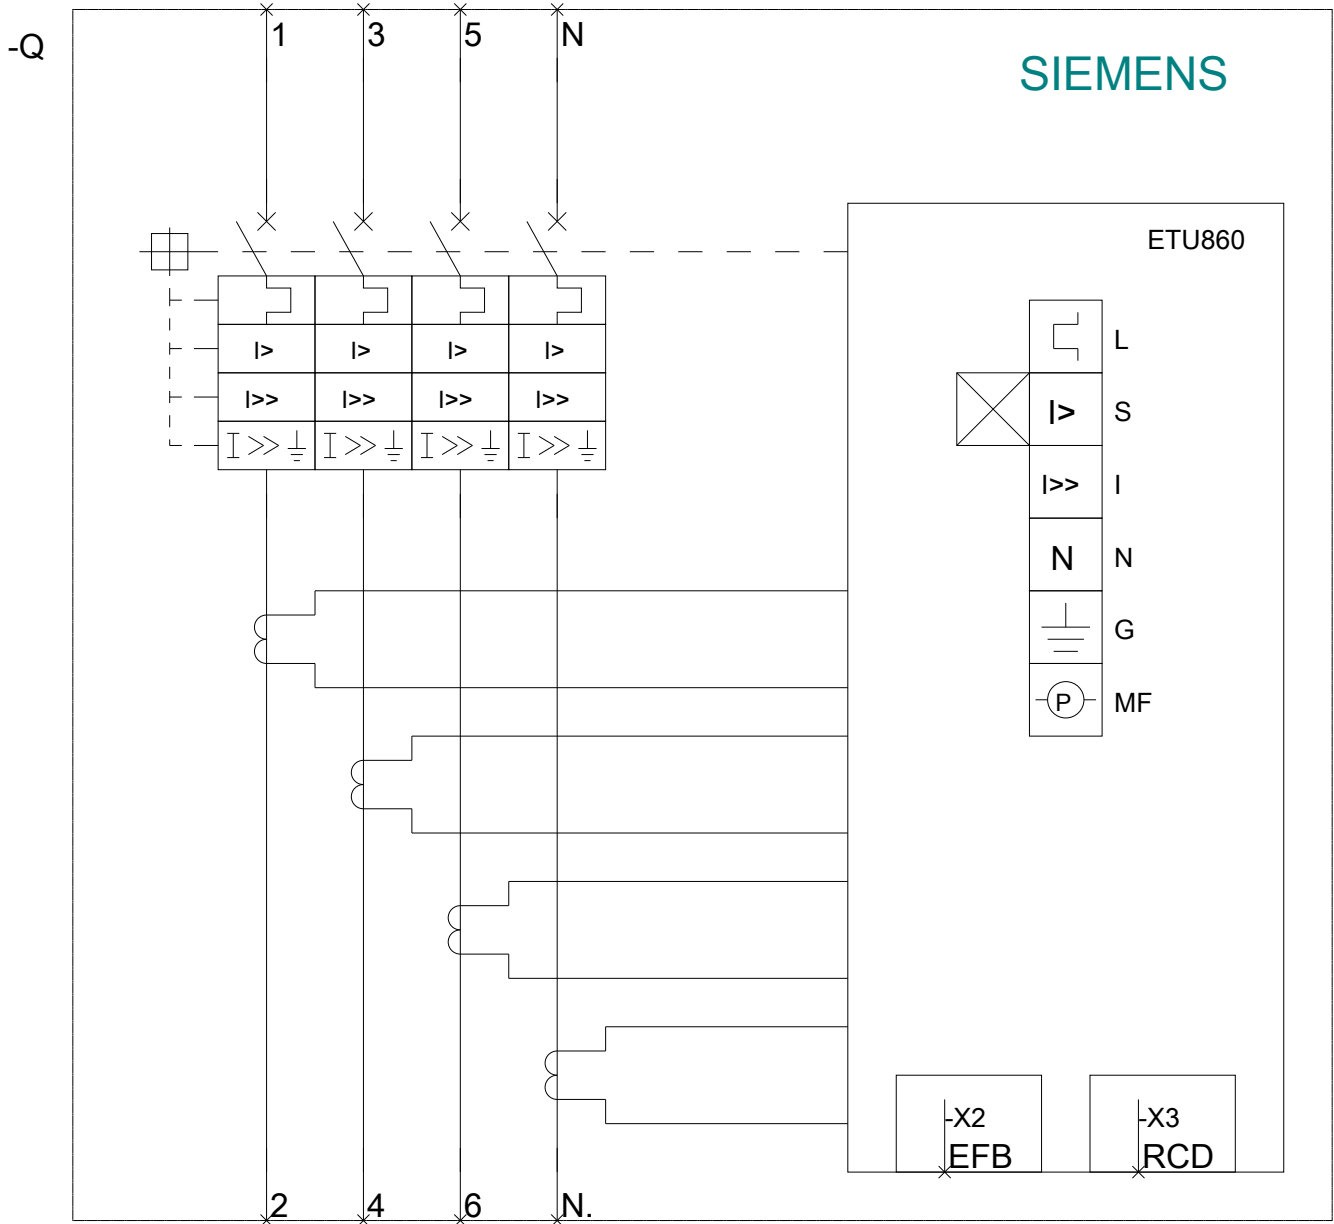 -Q
1 3 5 N
SIEMENS
ETU860
L
I> I> I> I>
I>> I>> I>> I>>
I>> I>> I>> I>>
I> S
I>> I
N N
G
P MF
-X2 -X3
EFB RCD
2 4 6 N.